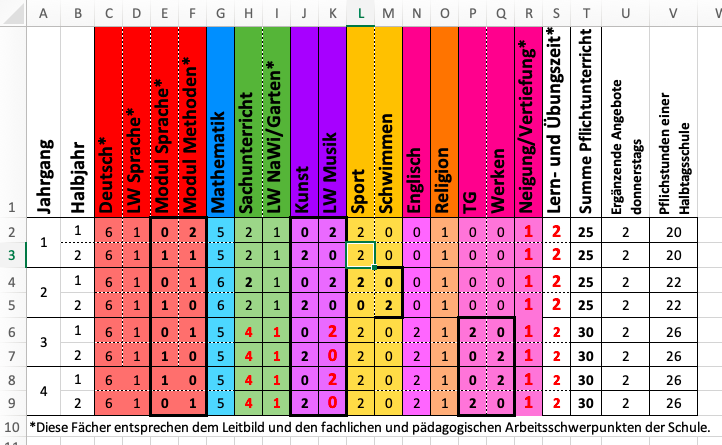 A B C D E F G H I J K L M N O P Q R S T U V W
1
Jahrgang
Halbjahr
Deutsch*
LW Sprache*
Modul Sprache*
Modul Methoden*
Mathematik
Sachunterricht
LW NaWi/Garten*
Kunst
LW Musik
Sport
Schwimmen
Englisch
Religion
TG
Werken
Neigung/Vertiefung*
Lern- und Übungszeit*
Summe Pflichtunterricht
Ergänzende Angebote
donnerstags
Pflichstunden einer
Halbtagsschule
2 1 1 6 1 0 2 5 2 1 0 2 2 0 0 1 0 0 1 2 25 2 20
3 2 6 1 1 1 5 2 1 2 0 2 0 0 1 0 0 1 2 25 2 20
4 2 1 6 1 0 1 6 2 1 0 2 2 0 0 1 0 0 1 2 25 2 22
5 2 6 1 1 0 6 2 1 2 0 0 2 0 1 0 0 1 2 25 2 22
6 3 1 6 1 0 1 5 4 1 0 2 2 0 2 1 2 0 1 2 30 2 26
7 2 6 1 1 0 5 4 1 2 0 2 0 2 1 0 2 1 2 30 2 26
8 4 1 6 1 1 0 5 4 1 0 2 2 0 2 1 0 2 1 2 30 2 26
9 2 6 1 0 1 5 4 1 2 0 2 0 2 1 2 0 1 2 30 2 26
10 *Diese Fächer entsprechen dem Leitbild und den fachlichen und pädagogischen Arbeitsschwerpunkten der Schule.